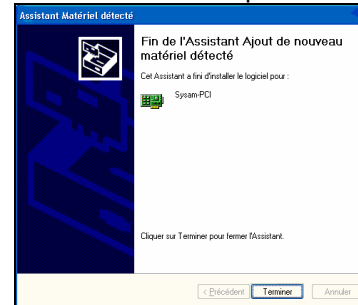 Assistant Matériel détecté
Fin de l'Assistant Ajout de nouveau
matériel détecté
Cet Assistant a fini d'installer le logiciel pour :
Sysam-PCI
Cliquer sur Terminer pour fermer l'Assistant.
< Précédent
Terminer
Annuler